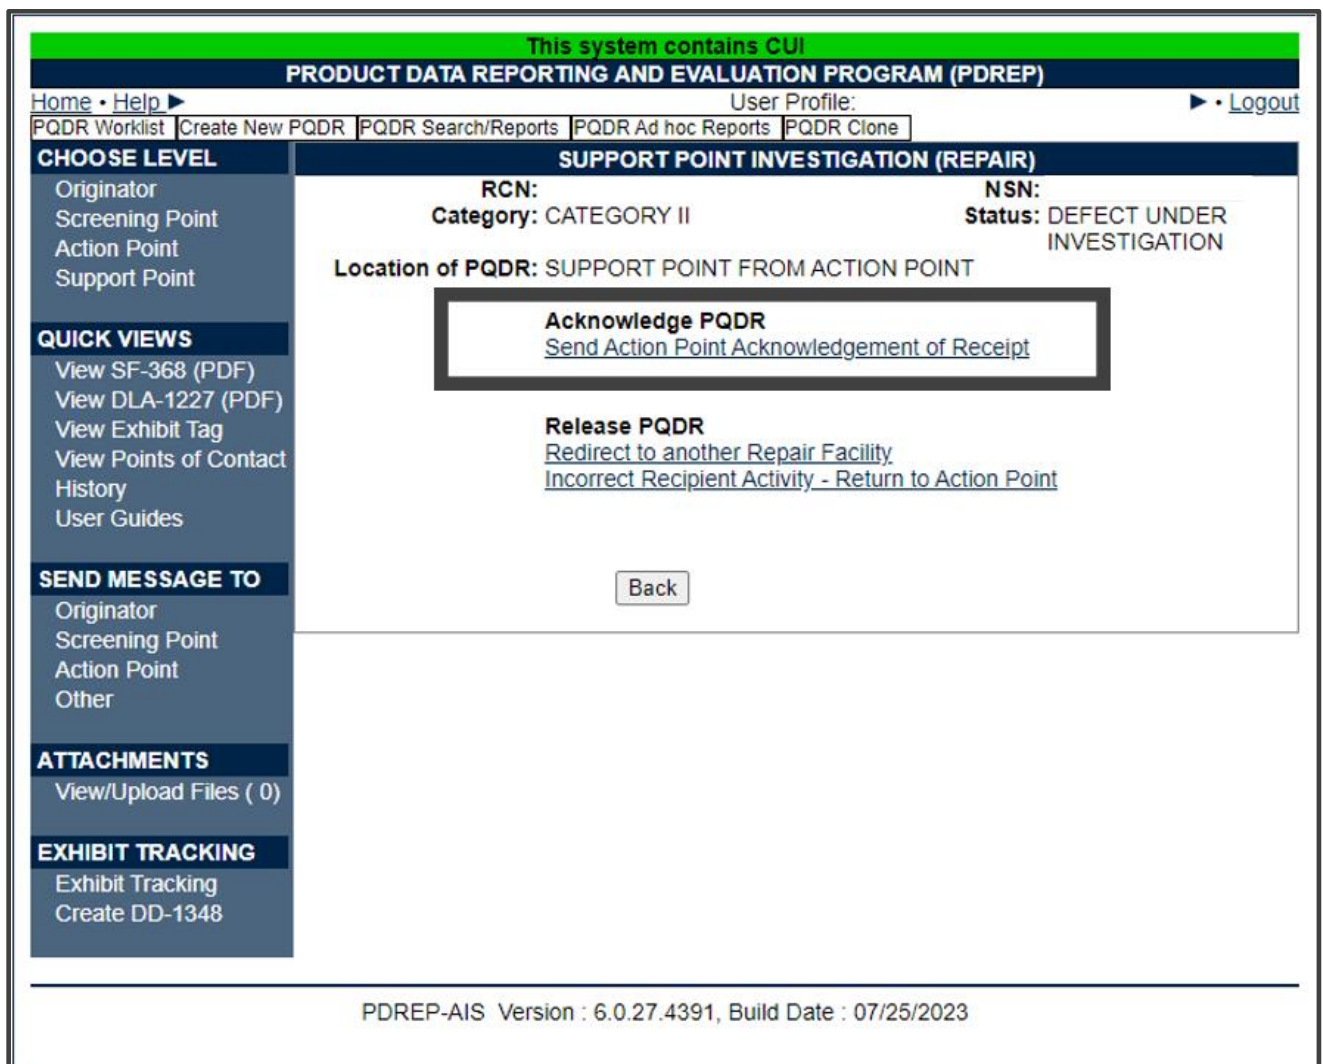 This system contains CUI
PRODUCT DATA REPORTING AND EVALUATION PROGRAM (PDREP)
Home • Help ▶ User Profile: ▶ • Logout
PQDR Worklist Create New PQDR PQDR Search/Reports PQDR Ad hoc Reports PQDR Clone
CHOOSE LEVEL
Originator
Screening Point
Action Point
Support Point
QUICK VIEWS
View SF-368 (PDF)
View DLA-1227 (PDF)
View Exhibit Tag
View Points of Contact
History
User Guides
SEND MESSAGE TO
Originator
Screening Point
Action Point
Other
ATTACHMENTS
View/Upload Files ( 0)
EXHIBIT TRACKING
Exhibit Tracking
Create DD-1348
SUPPORT POINT INVESTIGATION (REPAIR)
RCN: NSN:
Category: CATEGORY II Status: DEFECT UNDER
INVESTIGATION
Location of PQDR: SUPPORT POINT FROM ACTION POINT
Acknowledge PQDR
Send Action Point Acknowledgement of Receipt
Release PQDR
Redirect to another Repair Facility
Incorrect Recipient Activity - Return to Action Point
Back
PDREP-AIS Version : 6.0.27.4391, Build Date : 07/25/2023